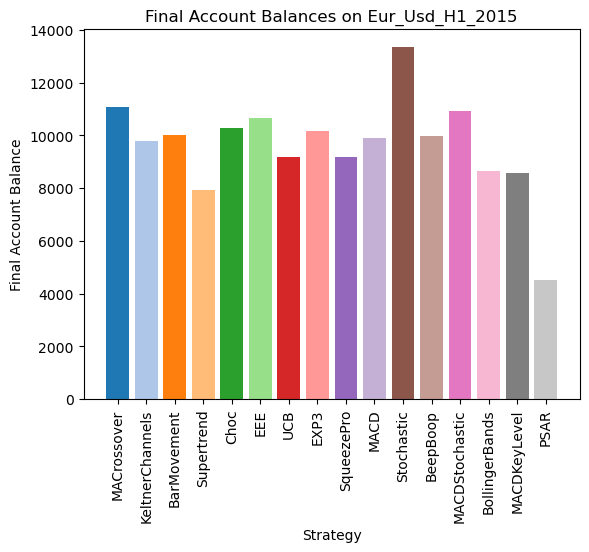 Final Account Balances on Eur_Usd_H1_2015
Final Account Balance
14000
12000
10000
8000
6000
4000
2000
0
MACrossover
KeltnerChannels
BarMovement
Supertrend
Choc
EEE
UCB
EXP3
SqueezePro
MACD
Stochastic
BeepBoop
MACDStochastic
BollingerBands
MACDKeyLevel
PSAR
Strategy